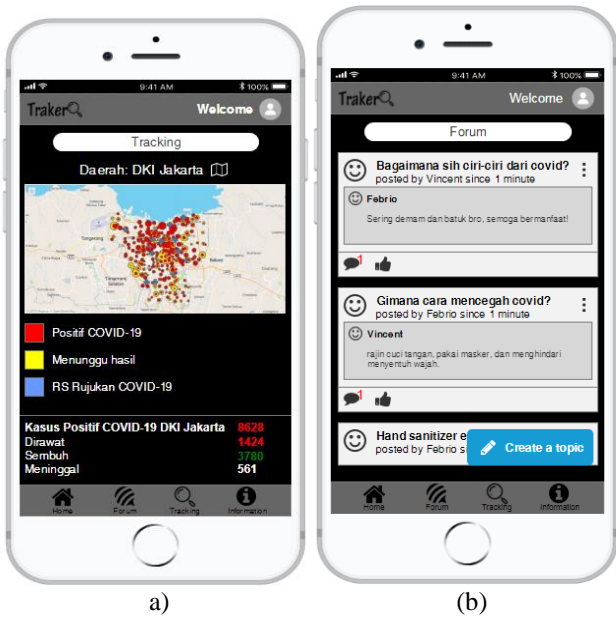 9:41 AM
100%
Traker
Welcome
Tracking
Daerah: DKI Jakarta
Tangerang
Tangerang Selatan
Bekasi
Positif COVID-19
Menunggu hasil
RS Rujukan COVID-19
Kasus Positif COVID-19 DKI Jakarta 8628
Dirawat 1424
Sembuh 3780
Meninggal 561
Home Forum Tracking Information
a)
9:41 AM
100%
Traker
Welcome
Forum
Bagaimana sih ciri-ciri dari covid?
posted by Vincent since 1 minute
Febrio
Sering demam dan batuk bro, semoga bermanfaat!
1
Gimana cara mencegah covid?
posted by Febrio since 1 minute
Vincent
rajin cuci tangan, pakai masker, dan menghindari
menyentuh wajah.
1
Hand sanitizer e
posted by Febrio si
Create a topic
Home Forum Tracking Information
(b)